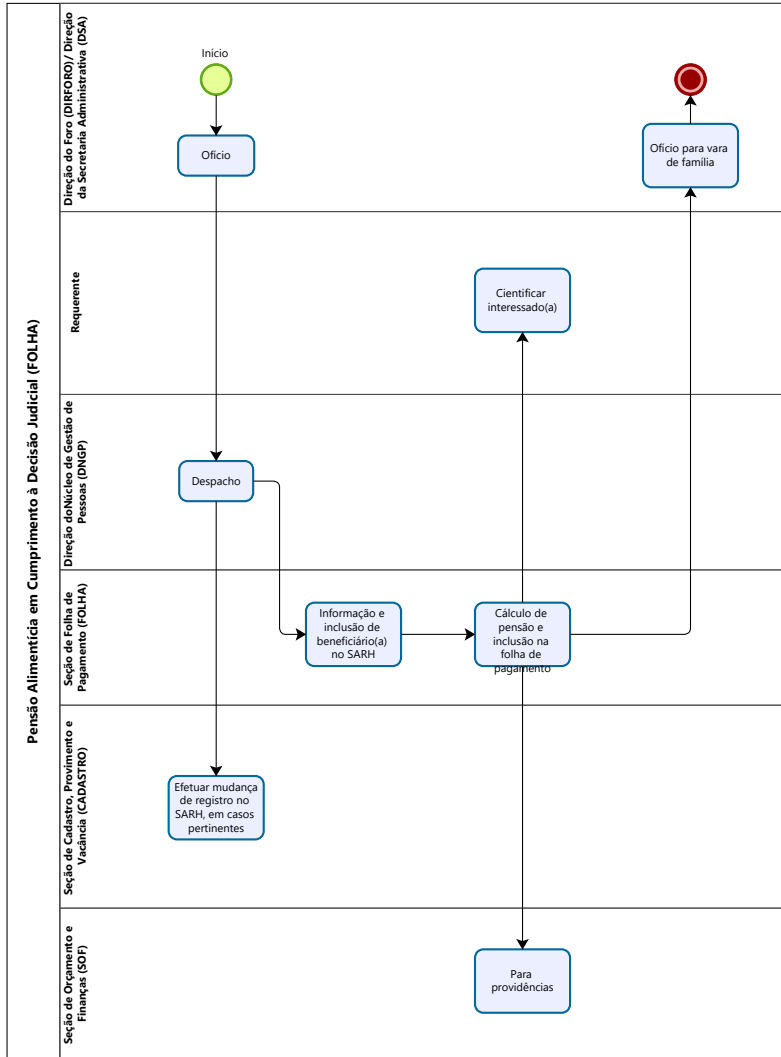 Pensão Alimentícia em Cumprimento à Decisão Judicial (FOLHA)
Direção do Foro (DIRFORO) / Direção
da Secretaria Administrativa (DSA)
Início
Ofício
Ofício para vara
de família
Requerente
Cientificar
interessado(a)
Direção doNúcleo de Gestão de
Pessoas (DNGP)
Despacho
Seção de Folha de
Pagamento (FOLHA)
Informação e
inclusão de
beneficiário(a)
no SARH
Cálculo de
pensão e
inclusão na
folha de
pagamento
Seção de Cadastro, Provimento e
Vacância (CADASTRO)
Efetuar mudança
de registro no
SARH, em casos
pertinentes
Seção de Orçamento e
Finanças (SOF)
Para
providências